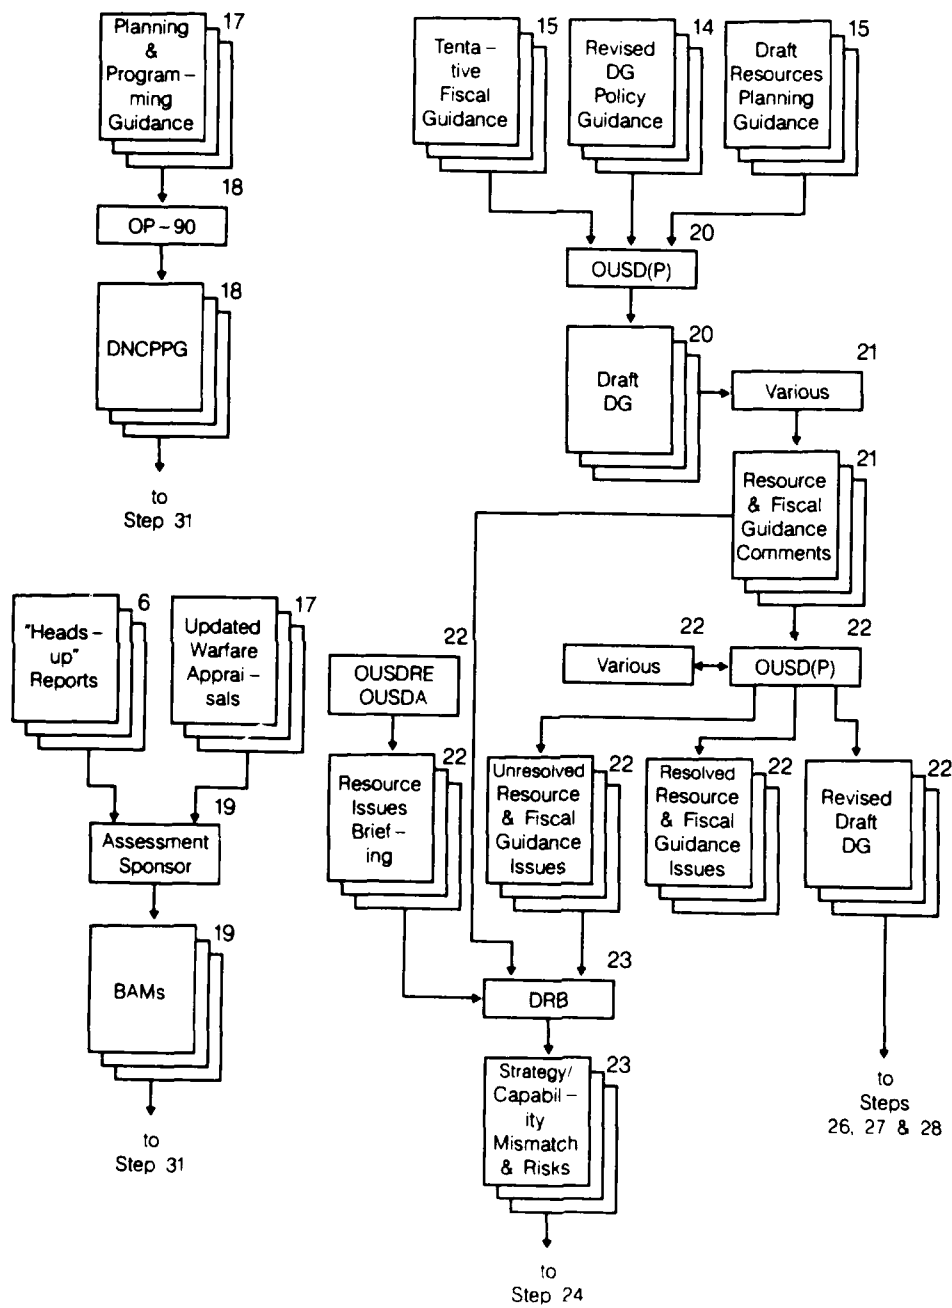 17
Planning
&
Program -
ming
Guidance
18
OP - 90
18
DNCPPG
to
Step 31
15
Tenta -
tive
Fiscal
Guidance
14
Revised
DG
Policy
Guidance
15
Draft
Resources
Planning
Guidance
20
OUSD(P)
20
Draft
DG
21
Various
21
Resource
& Fiscal
Guidance
Comments
6
"Heads -
up"
Reports
17
Updated
Warfare
Apprai -
sals
19
Assessment
Sponsor
19
BAMs
to
Step 31
22
OUSDRE
OUSDA
22
Resource
Issues
Brief -
ing
22
Various
22
OUSD(P)
22
Unresolved
Resource
& Fiscal
Guidance
Issues
22
Resolved
Resource
& Fiscal
Guidance
Issues
22
Revised
Draft
DG
23
DRB
23
Strategy/
Capabil -
ity
Mismatch
& Risks
to
Step 24
to
Steps
26, 27 & 28